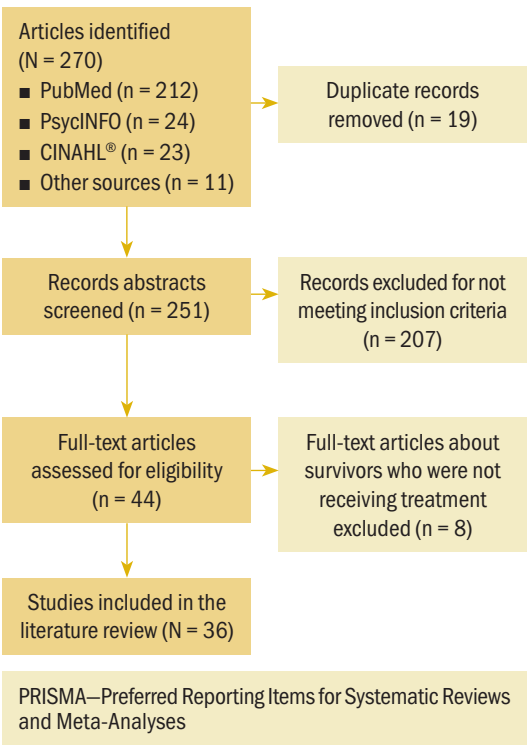 Articles identified
(N = 270)
■ PubMed (n = 212)
■ PsycINFO (n = 24)
■ CINAHL® (n = 23)
■ Other sources (n = 11)
Duplicate records
removed (n = 19)
Records abstracts
screened (n = 251)
Records excluded for not
meeting inclusion criteria
(n = 207)
Full-text articles
assessed for eligibility
(n = 44)
Full-text articles about
survivors who were not
receiving treatment
excluded (n = 8)
Studies included in the
literature review (N = 36)
PRISMA—Preferred Reporting Items for Systematic Reviews
and Meta-Analyses